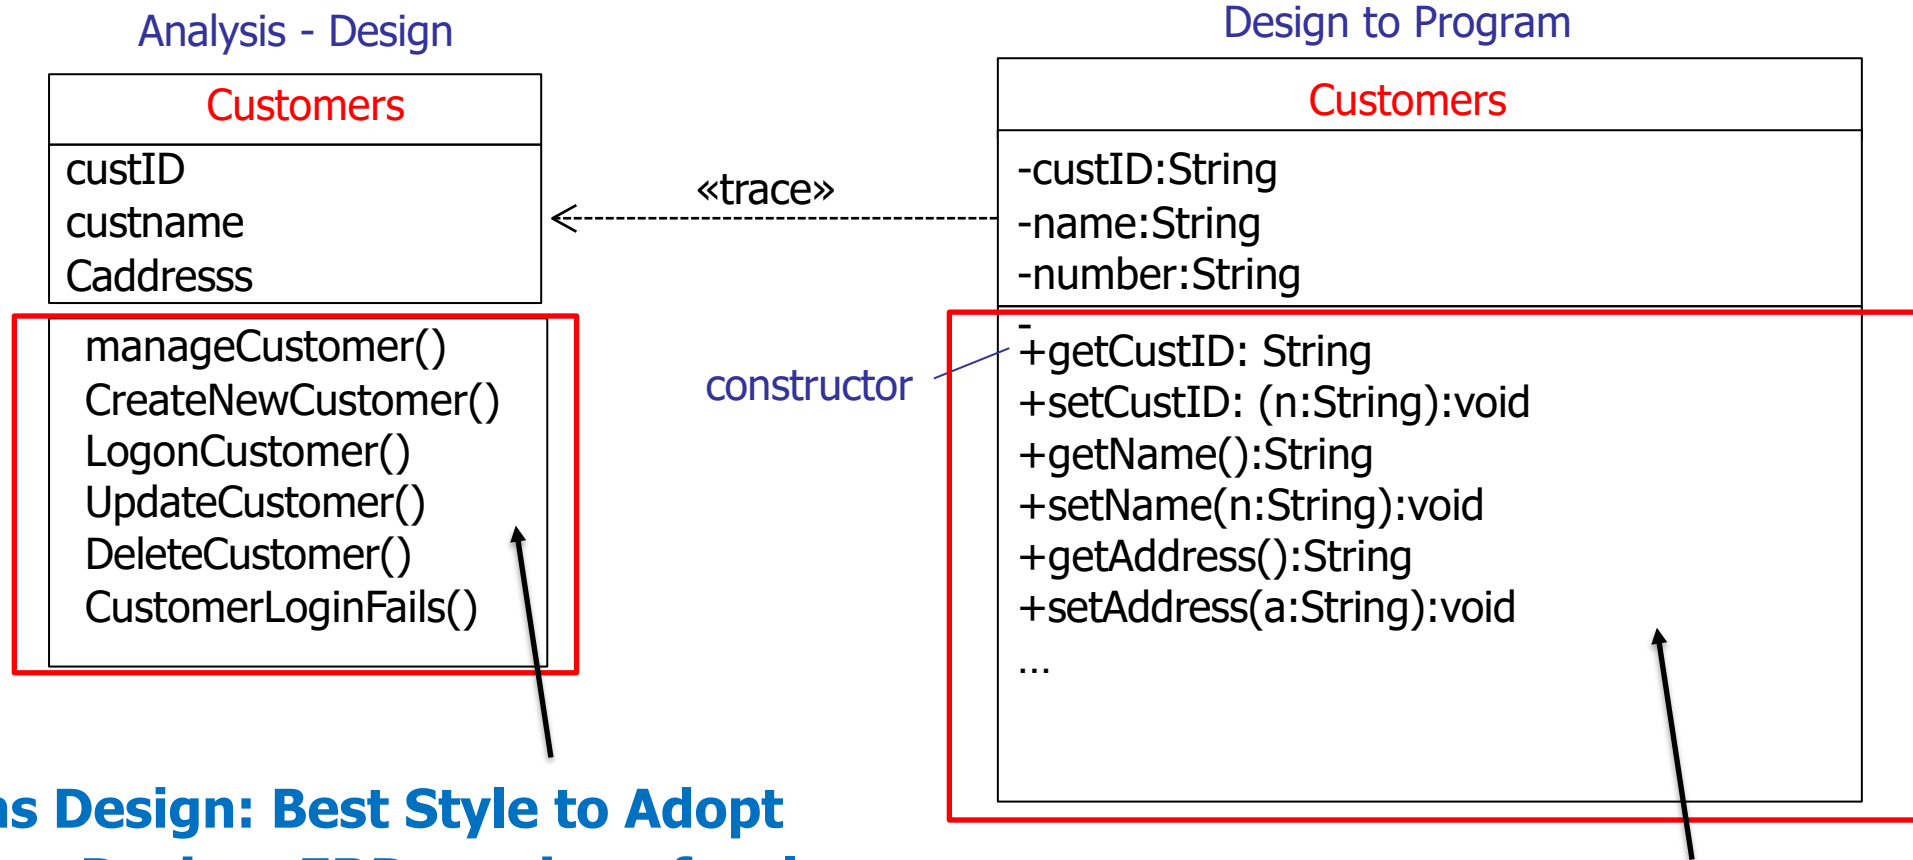 Analysis - Design
Customers
custID
custname
Caddresss
manageCustomer()
CreateNewCustomer()
LogonCustomer()
UpdateCustomer()
DeleteCustomer()
CustomerLoginFails()
«trace»
constructor
Design to Program
Customers
-custID:String
-name:String
-number:String
-
+getCustID: String
+setCustID: (n:String):void
+getName():String
+setName(n:String):void
+getAddress():String
+setAddress(a:String):void
...
Design: Best Style to Adopt